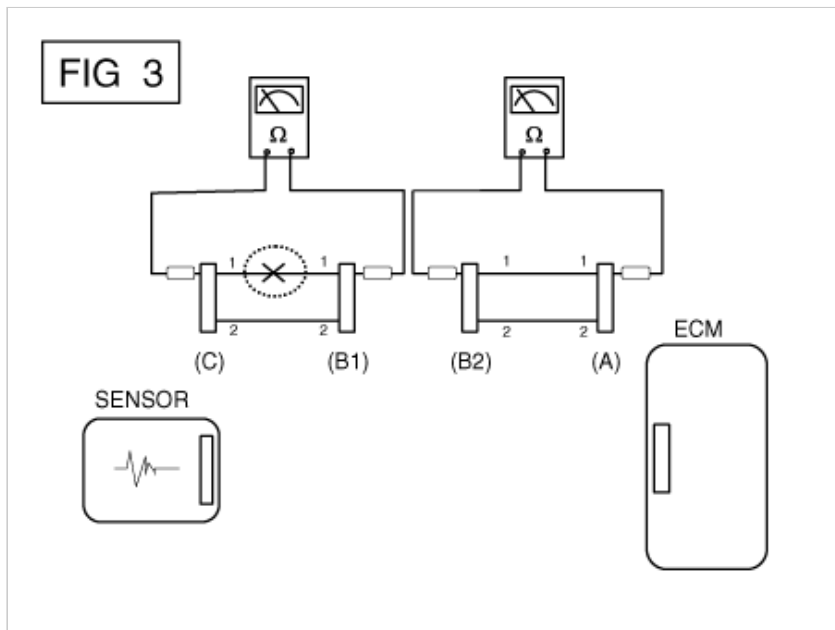 FIG 3
Ω Ω
1 1 1 1
2 2 2 2
(C) (B1) (B2) (A)
ECM
SENSOR